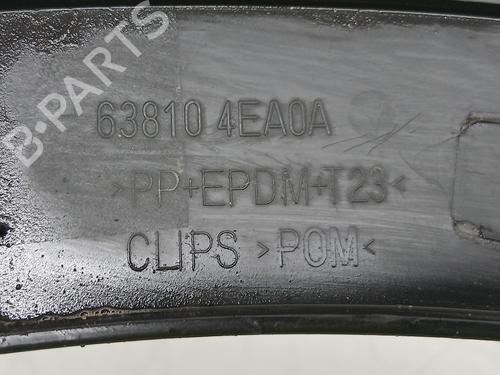 B-PARTS
63810 4EA0A
>PP+EPDM+T23<
CLIPS >POM<